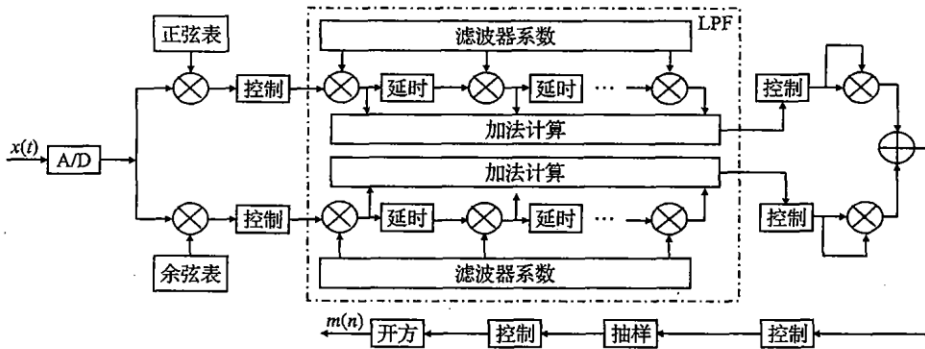 正弦表
滤波器系数
LPF
控制
延时
延时
…
控制
加法计算
x(t)
A/D
加法计算
控制
延时
延时
…
控制
余弦表
滤波器系数
m(n)
开方
控制
抽样
控制